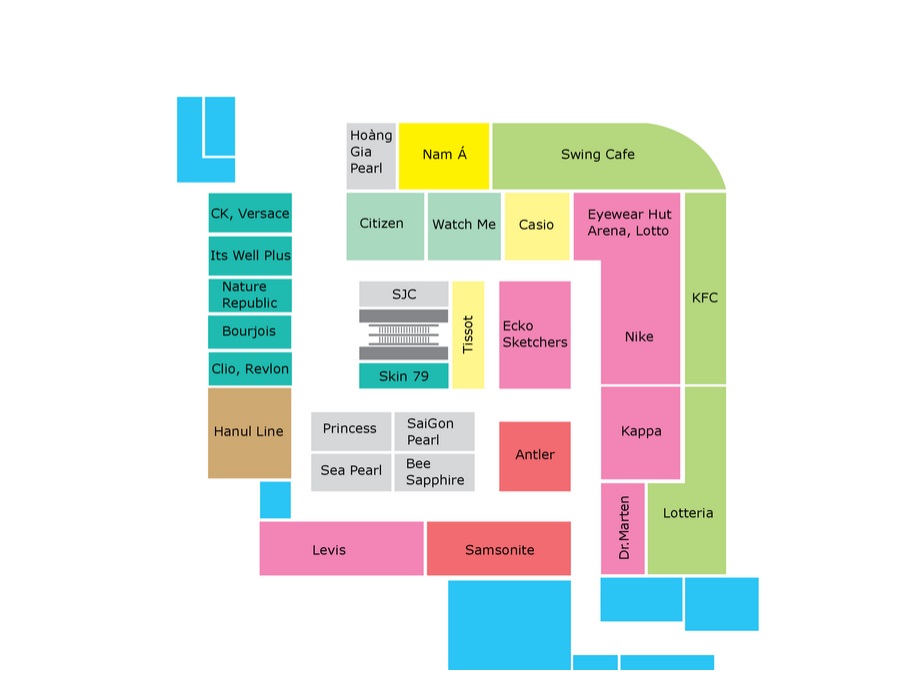 Hoàng
Gia
Pearl
Nam Á
Swing Cafe
CK, Versace
Citizen
Watch Me
Casio
Eyewear Hut
Arena, Lotto
Its Well Plus
Nature
Republic
SJC
KFC
Bourjois
Tissot
Ecko
Sketchers
Nike
Clio, Revlon
Skin 79
Hanul Line
Princess
SaiGon
Pearl
Kappa
Antler
Sea Pearl
Bee
Sapphire
Dr.Marten
Lotteria
Levis
Samsonite